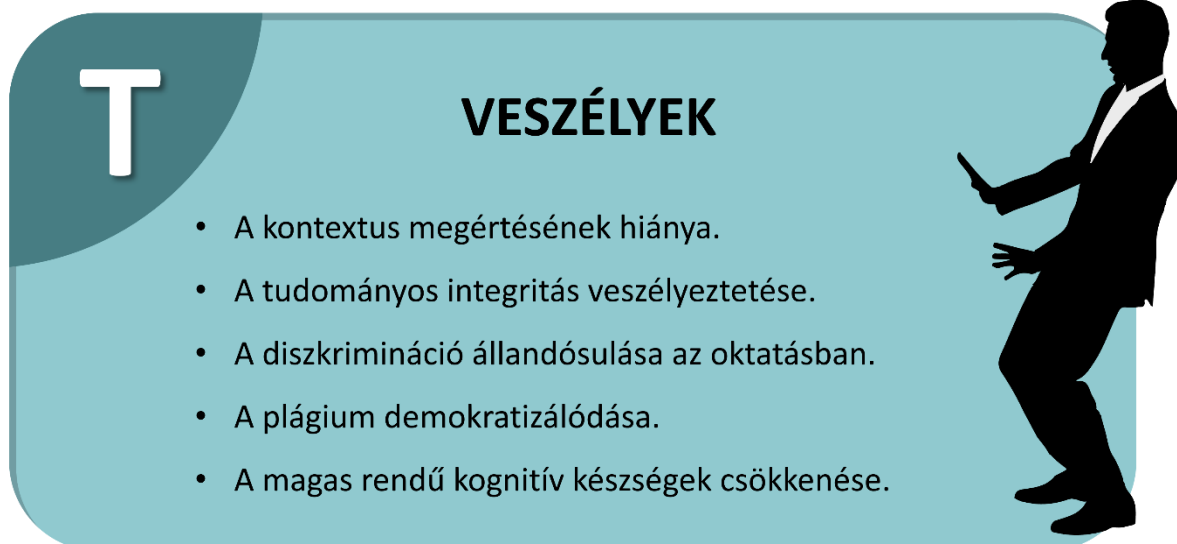 T
VESZÉLYEK
• A kontextus megértésének hiánya.
• A tudományos integritás veszélyeztetése.
• A diszkrimináció állandósulása az oktatásban.
• A plágium demokratizálódása.
• A magas rendű kognitív készségek csökkenése.